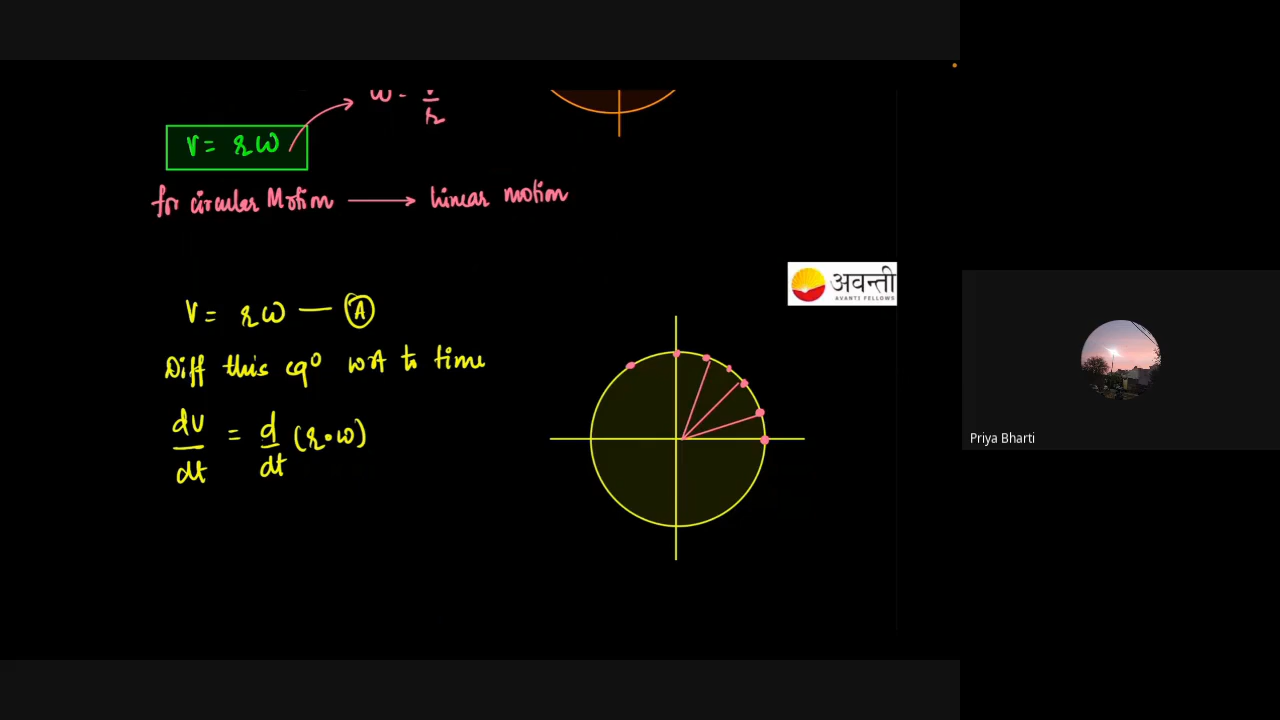 ω = v/r
v = rω
for circular Motion ⟶ linear motion
अवन्ती
AVANTI FELLOWS
v = rω — Ⓐ
Diff this eqⁿ wrt to time
dv/dt = d/dt (r·ω)
Priya Bharti